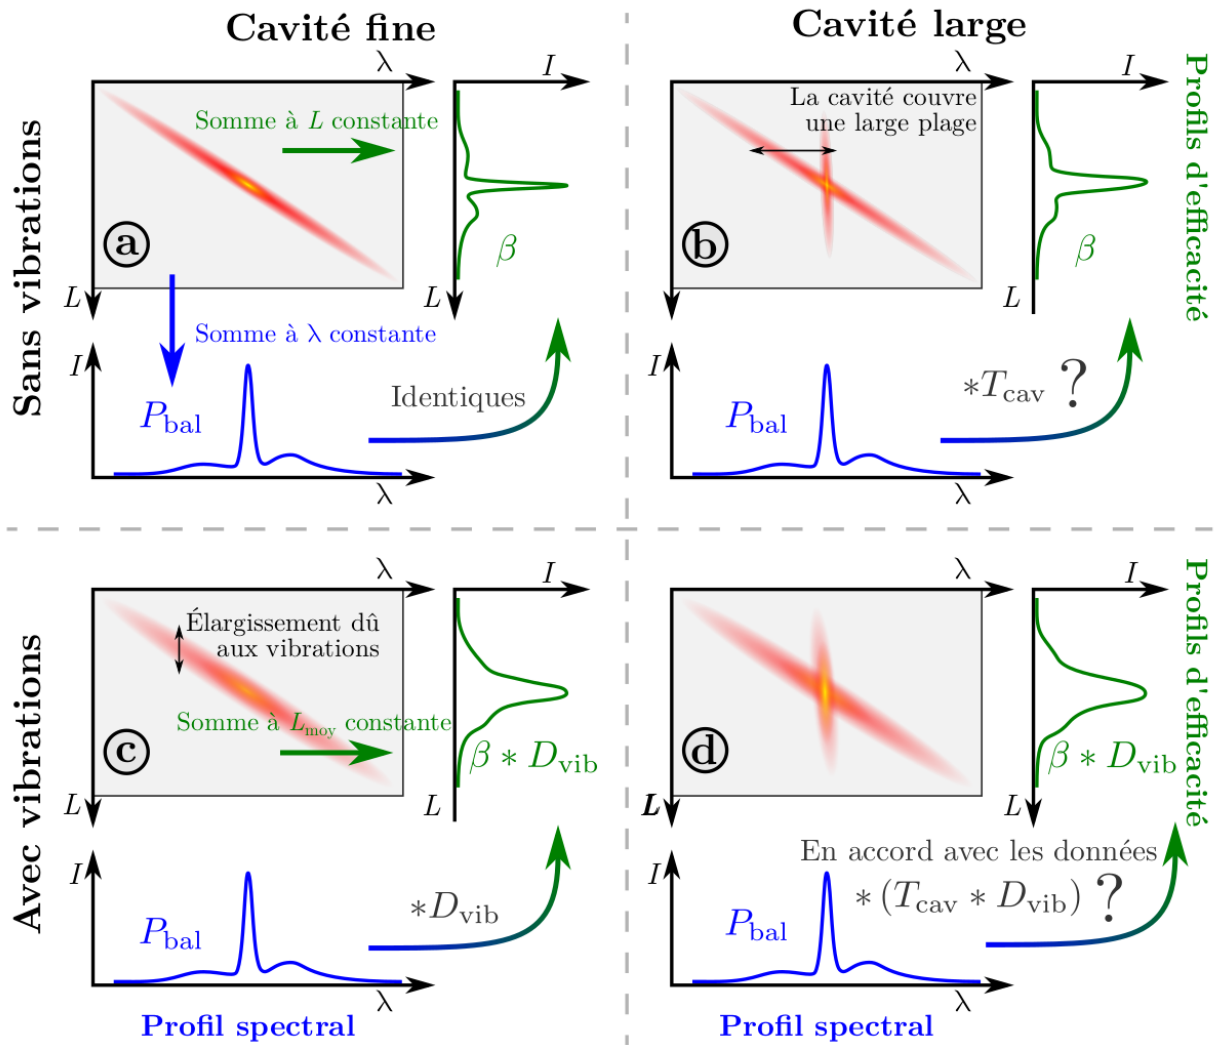 Cavité fine
Cavité large
Sans vibrations
λ
I
Somme à L constante
a
β
L
L
Somme à λ constante
I
P_bal
Identiques
λ
λ
I
La cavité couvre
une large plage
b
β
L
Profils d'efficacité
I
P_bal
*T_cav ?
λ
Avec vibrations
λ
I
Élargissement dû
aux vibrations
Somme à L_moy constante
c
β * D_vib
L
L
I
P_bal
*D_vib
λ
Profil spectral
λ
I
d
β * D_vib
L
L
Profils d'efficacité
En accord avec les données
* (T_cav * D_vib) ?
I
P_bal
λ
Profil spectral